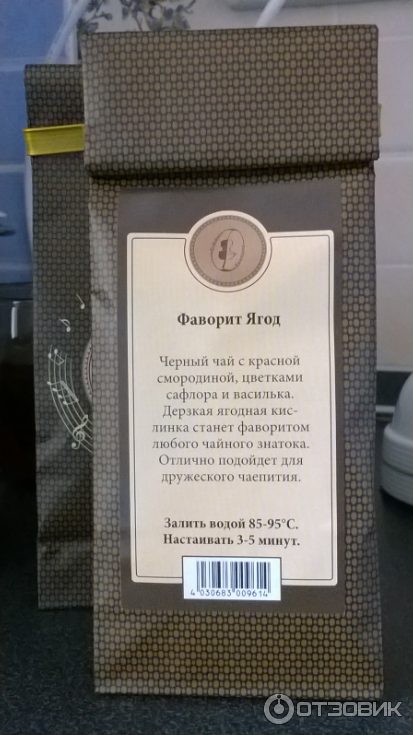 Фаворит Ягод
Черный чай с красной
смородиной, цветками
сафлора и василька.
Дерзкая ягодная кис-
линка станет фаворитом
любого чайного знатока.
Отлично подойдет для
дружеского чаепития.
Залить водой 85-95°С.
Настаивать 3-5 минут.
4 030683 009614
ОТЗОВИК